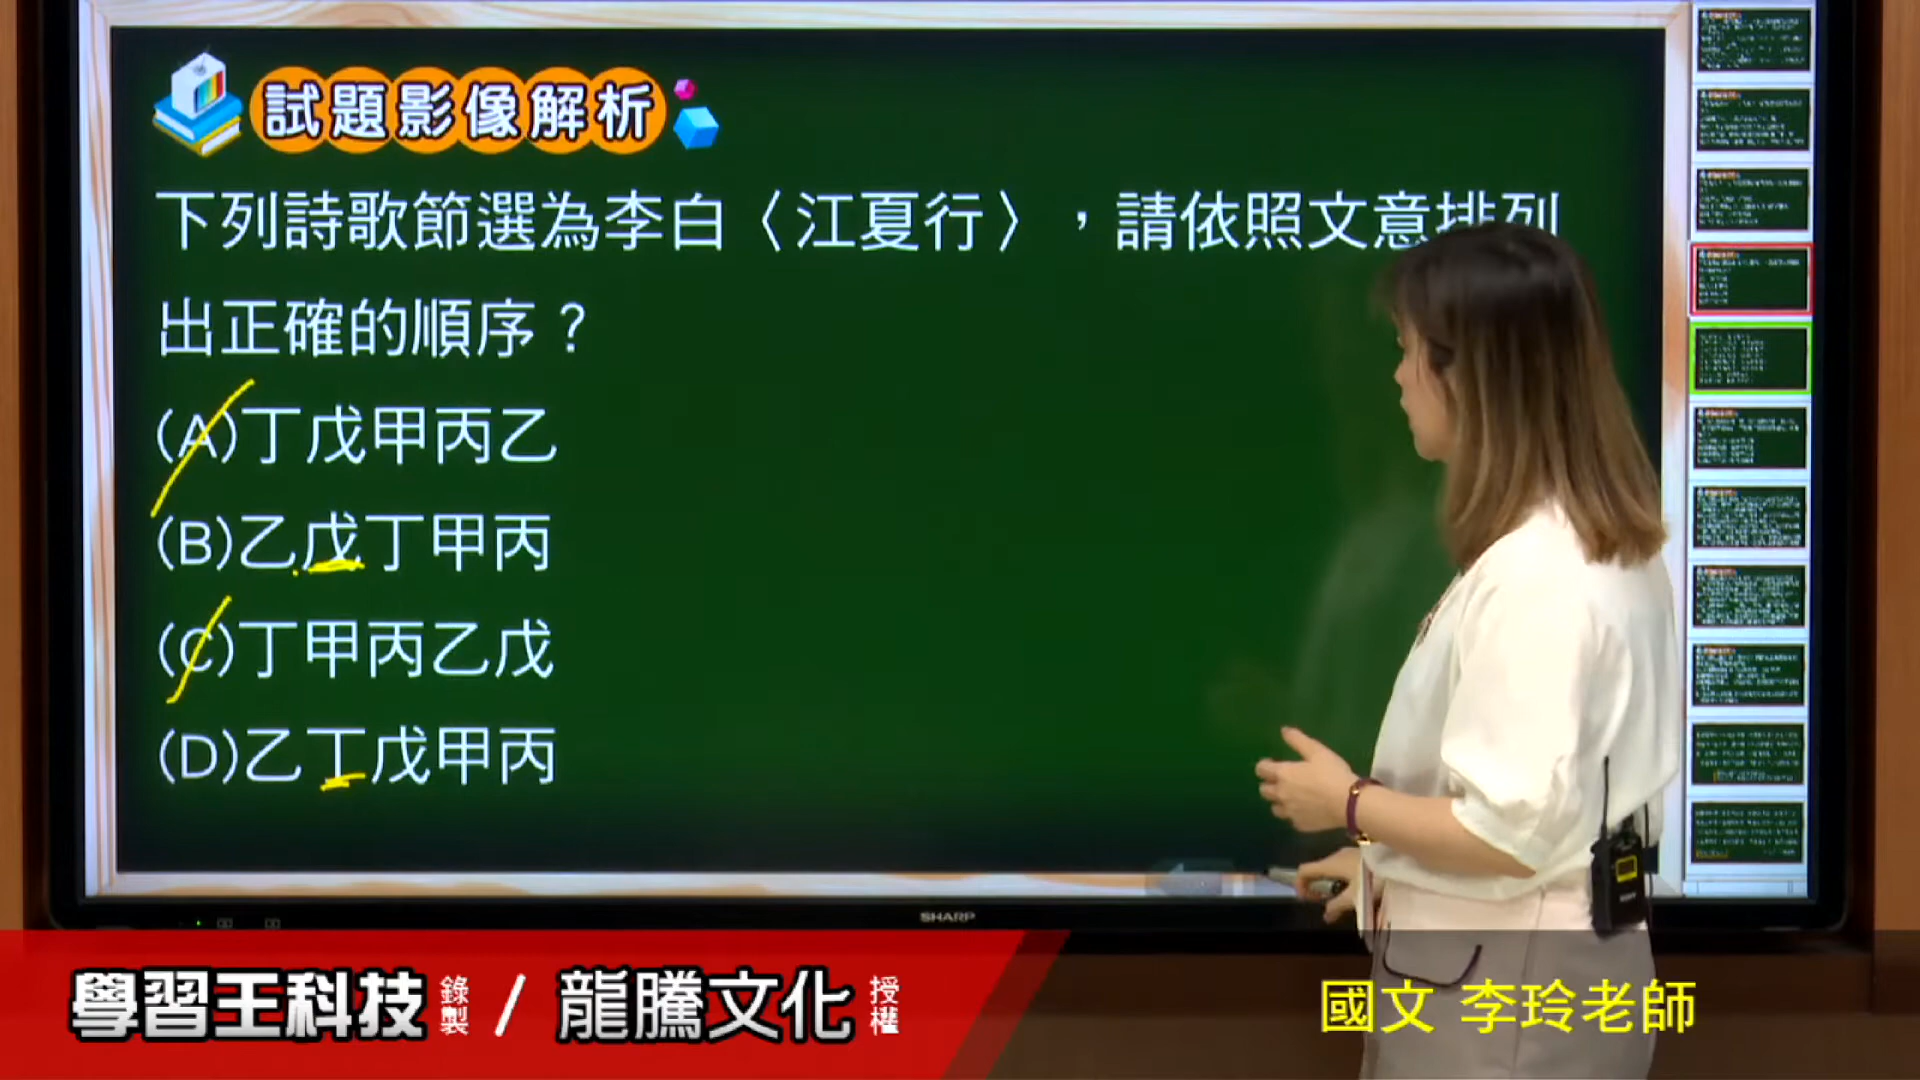 試題影像解析
下列詩歌節選為李白〈江夏行〉,請依照文意排列
出正確的順序?
(A)丁戊甲丙乙
(B)乙戊丁甲丙
(C)丁甲丙乙戊
(D)乙丁戊甲丙
SHARP
學習王科技錄製/龍騰文化授權
國文 李玲老師